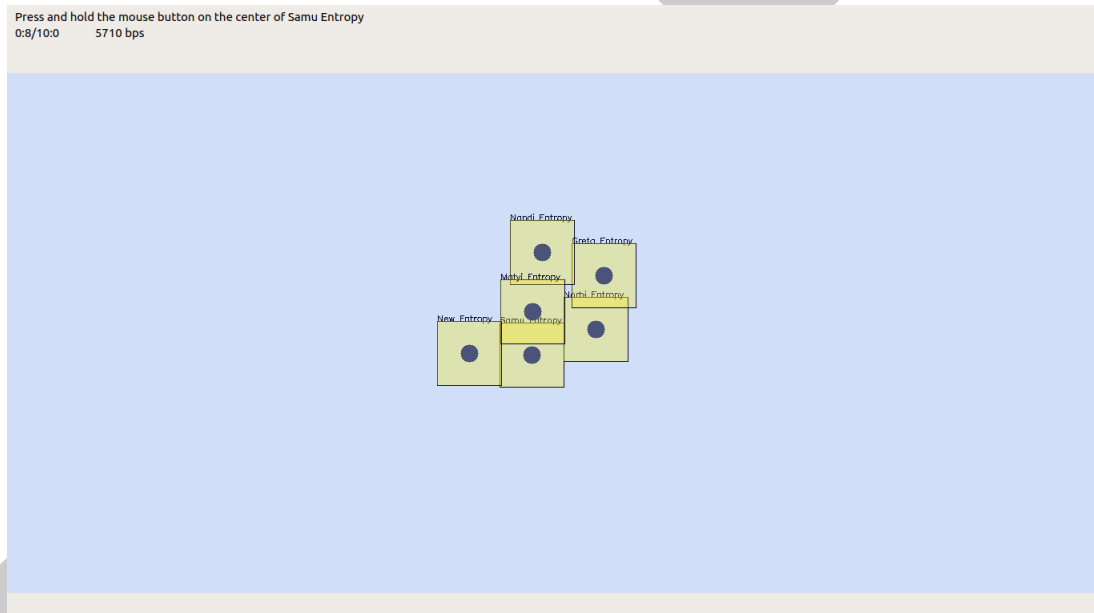 Press and hold the mouse button on the center of Samu Entropy
0:8/10:0 5710 bps
Nandi Entropy
Greta Entropy
Matyi Entropy
Norbi Entropy
New Entropy
Samu Entropy